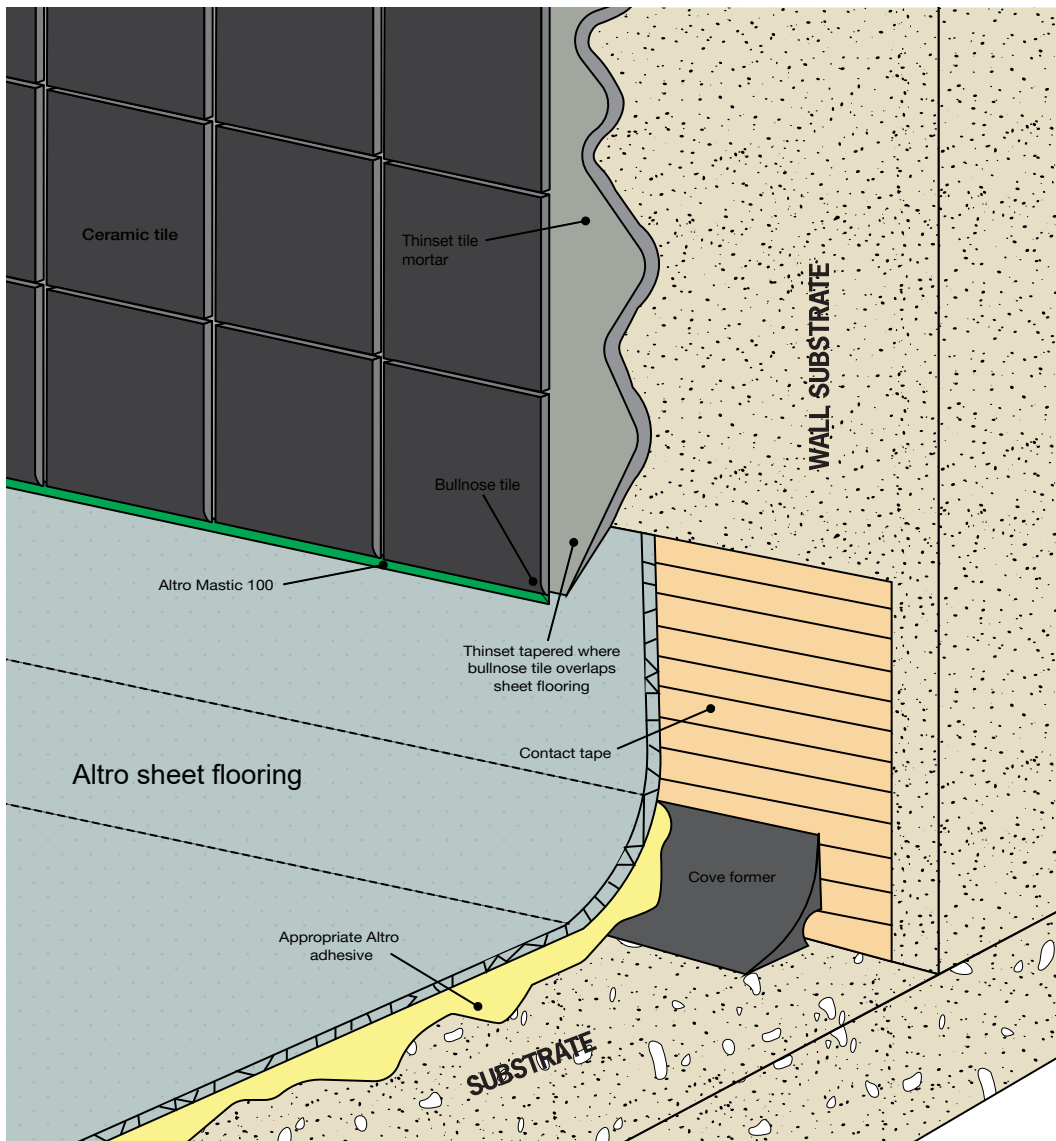 Ceramic tile
Thinset tile
mortar
WALL SUBSTRATE
Bullnose tile
Altro Mastic 100
Thinset tapered where
bullnose tile overlaps
sheet flooring
Contact tape
Altro sheet flooring
Cove former
Appropriate Altro
adhesive
SUBSTRATE